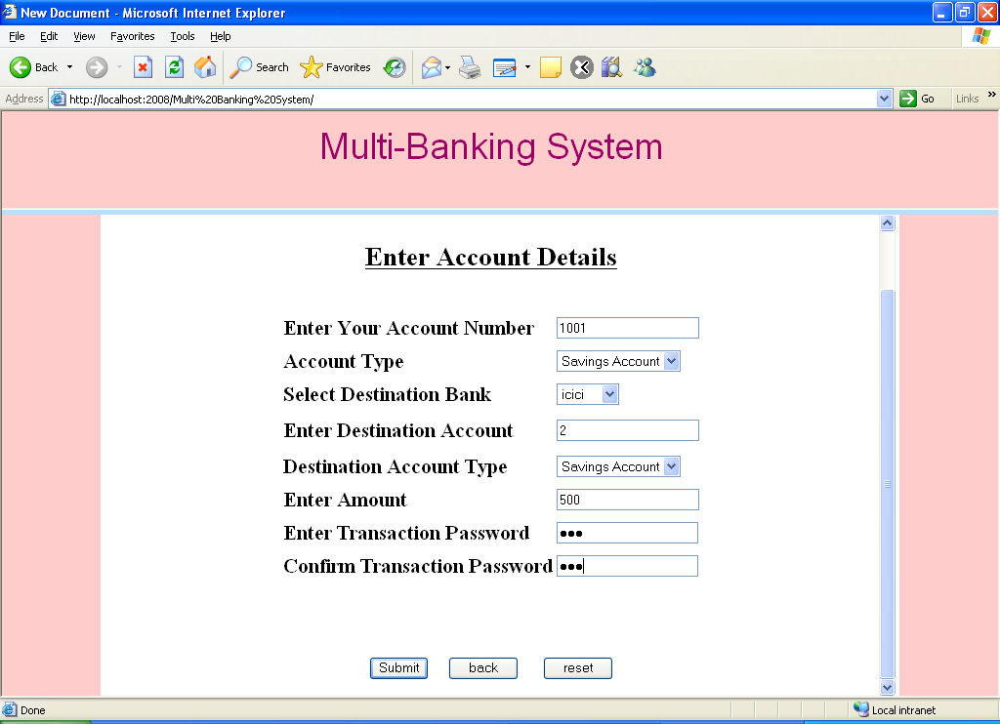 New Document - Microsoft Internet Explorer
File Edit View Favorites Tools Help
Back Search Favorites
Address http://localhost:2008/Multi%20Banking%20System/ Go Links »
Multi-Banking System
Enter Account Details
Enter Your Account Number 1001
Account Type Savings Account
Select Destination Bank icici
Enter Destination Account 2
Destination Account Type Savings Account
Enter Amount 500
Enter Transaction Password •••
Confirm Transaction Password •••
Submit back reset
Done Local intranet